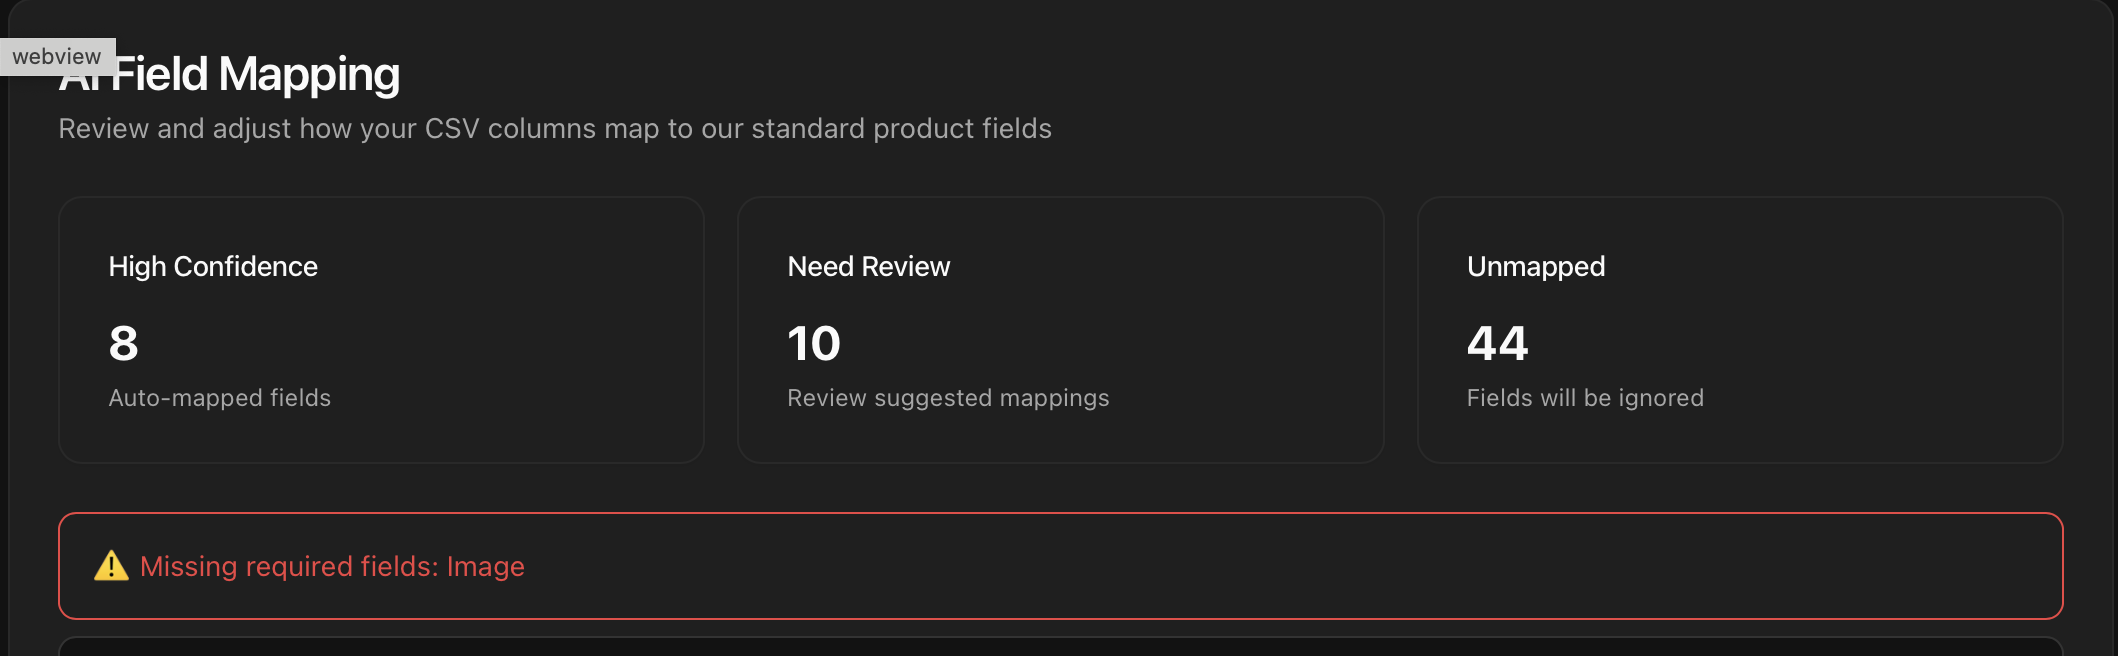 webview
AI Field Mapping
Review and adjust how your CSV columns map to our standard product fields
High Confidence
8
Auto-mapped fields
Need Review
10
Review suggested mappings
Unmapped
44
Fields will be ignored
⚠️ Missing required fields: Image